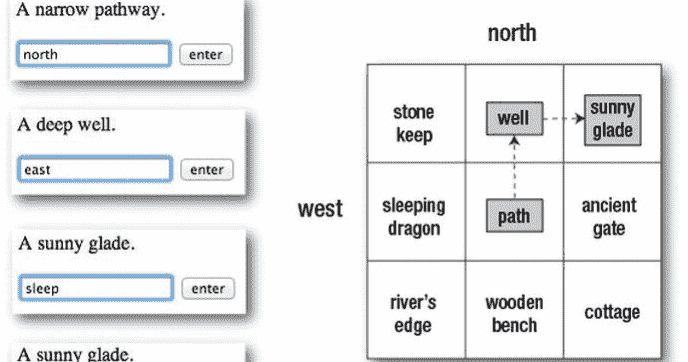 A narrow pathway.
north
enter
A deep well.
east
enter
A sunny glade.
sleep
enter
A sunny glade.
north
west
stone
keep
well
sunny
glade
sleeping
dragon
path
ancient
gate
river's
edge
wooden
bench
cottage